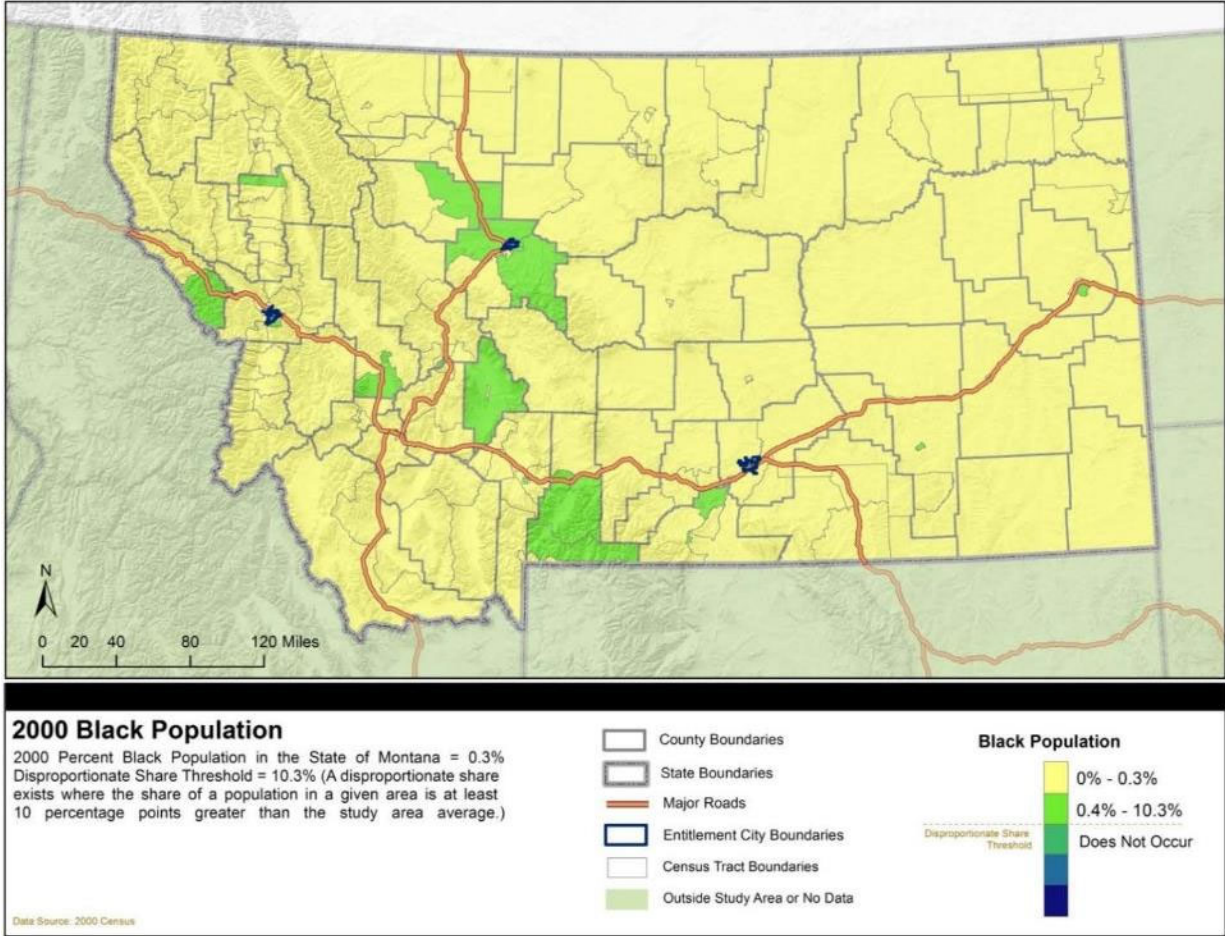 N
0 20 40 80 120 Miles
2000 Black Population
2000 Percent Black Population in the State of Montana = 0.3%
Disproportionate Share Threshold = 10.3% (A disproportionate share
exists where the share of a population in a given area is at least
10 percentage points greater than the study area average.)
Data Source: 2000 Census
County Boundaries
State Boundaries
Major Roads
Entitlement City Boundaries
Census Tract Boundaries
Outside Study Area or No Data
Black Population
0% - 0.3%
0.4% - 10.3%
Disproportionate Share
Threshold
Does Not Occur